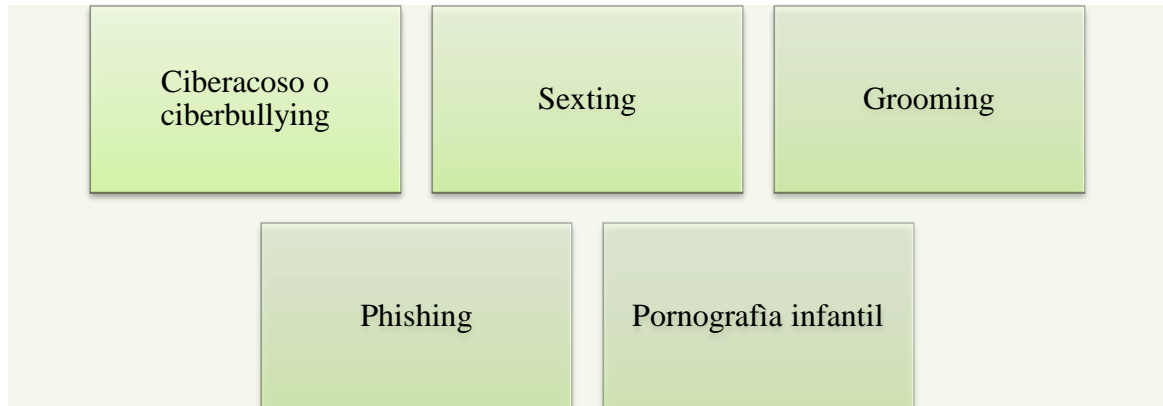 Ciberacoso o
ciberbullying
Sexting
Grooming
Phishing
Pornografìa infantil